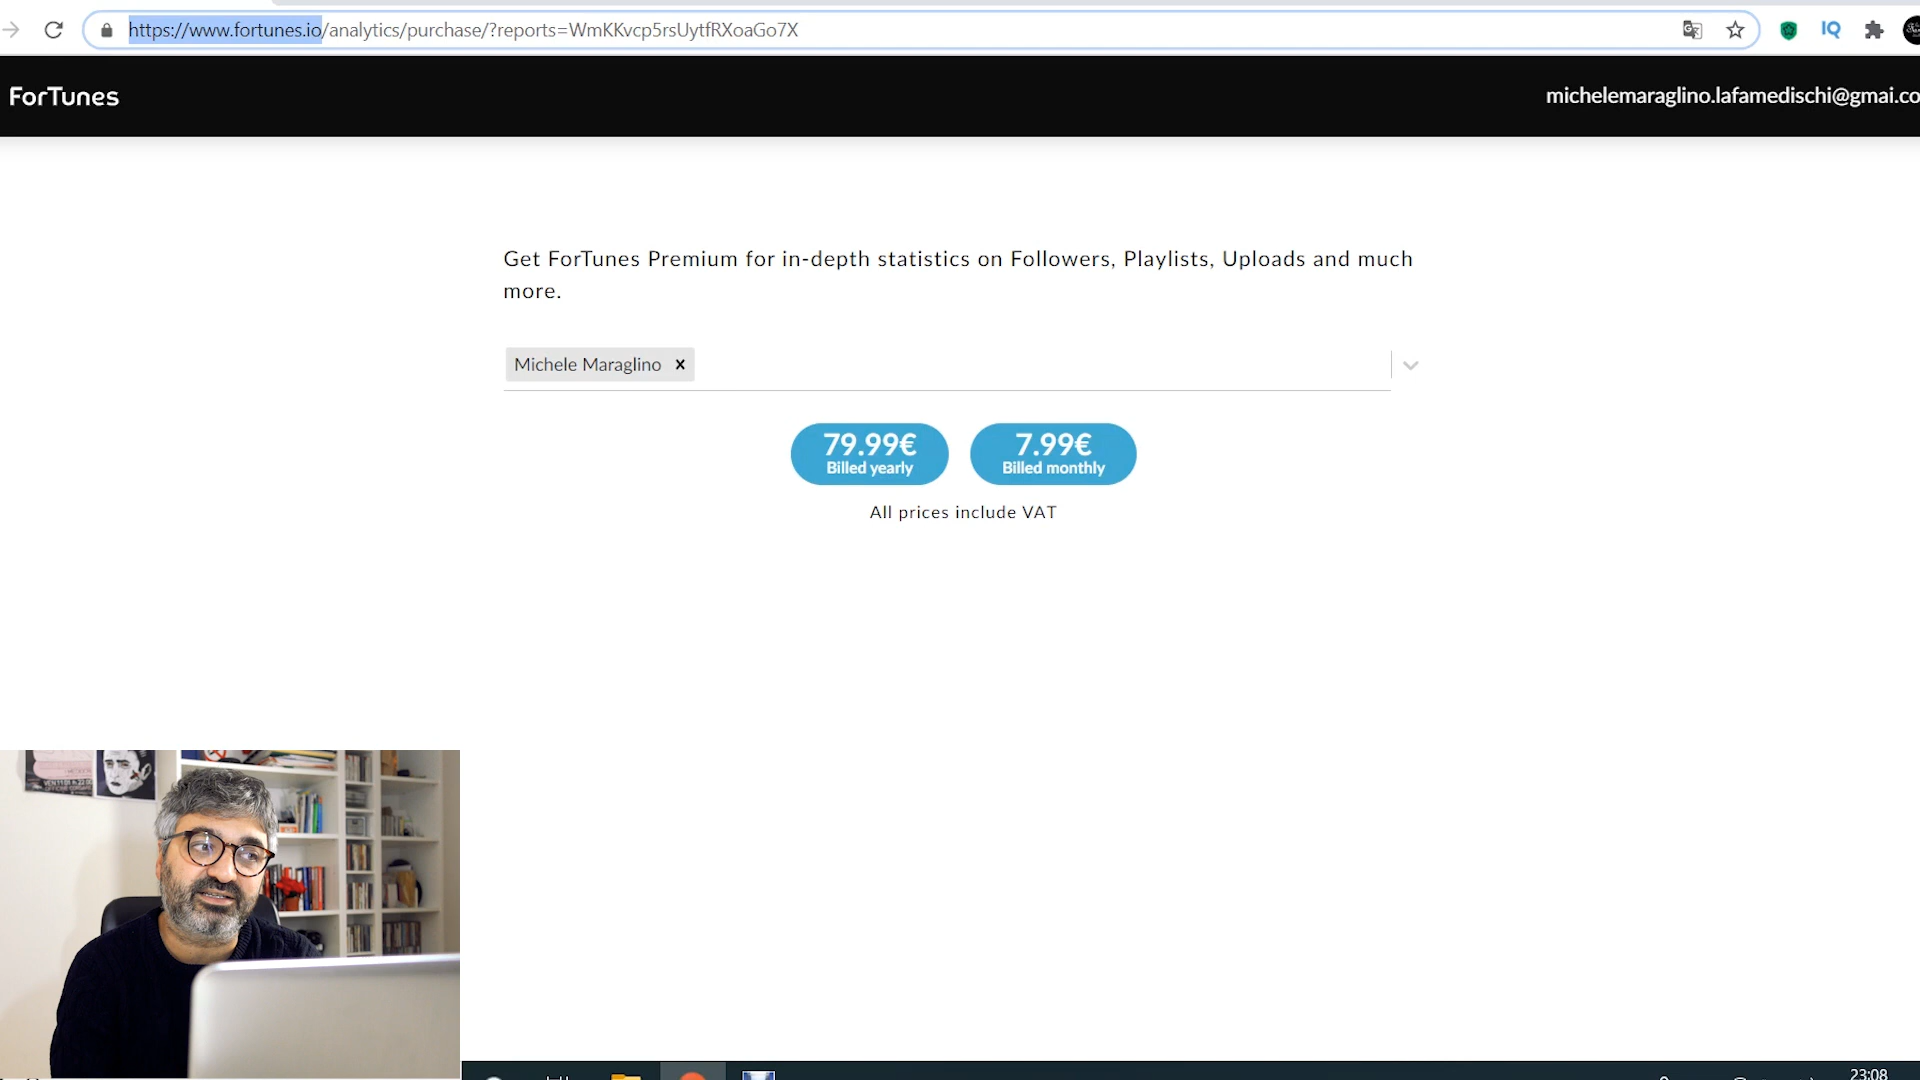 https://www.fortunes.io/analytics/purchase/?reports=WmKKvcp5rsUytfRXoaGo7X
IQ
ForTunes
michelemaraglino.lafamedischi@gmai.co
Get ForTunes Premium for in-depth statistics on Followers, Playlists, Uploads and much
more.
Michele Maraglino x
79.99€
Billed yearly
7.99€
Billed monthly
All prices include VAT
23:08